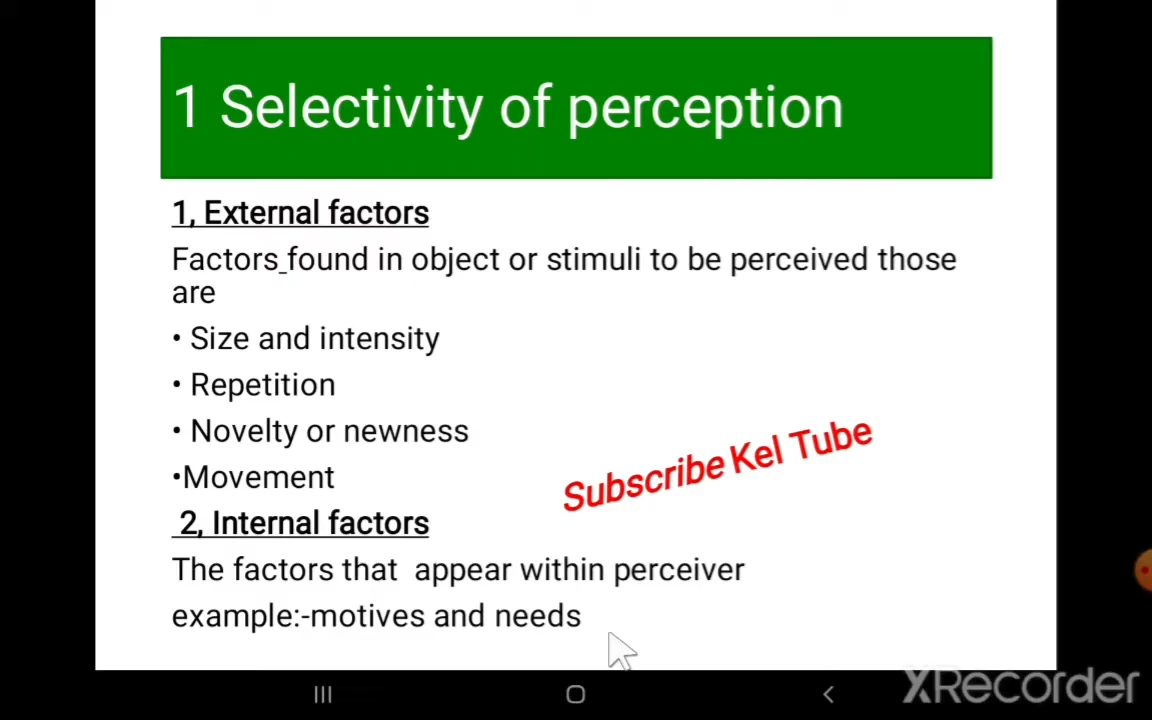 1 Selectivity of perception
1, External factors
Factors found in object or stimuli to be perceived those
are
• Size and intensity
• Repetition
• Novelty or newness
•Movement
Subscribe Kel Tube
2, Internal factors
The factors that appear within perceiver
example:-motives and needs
XRecorder